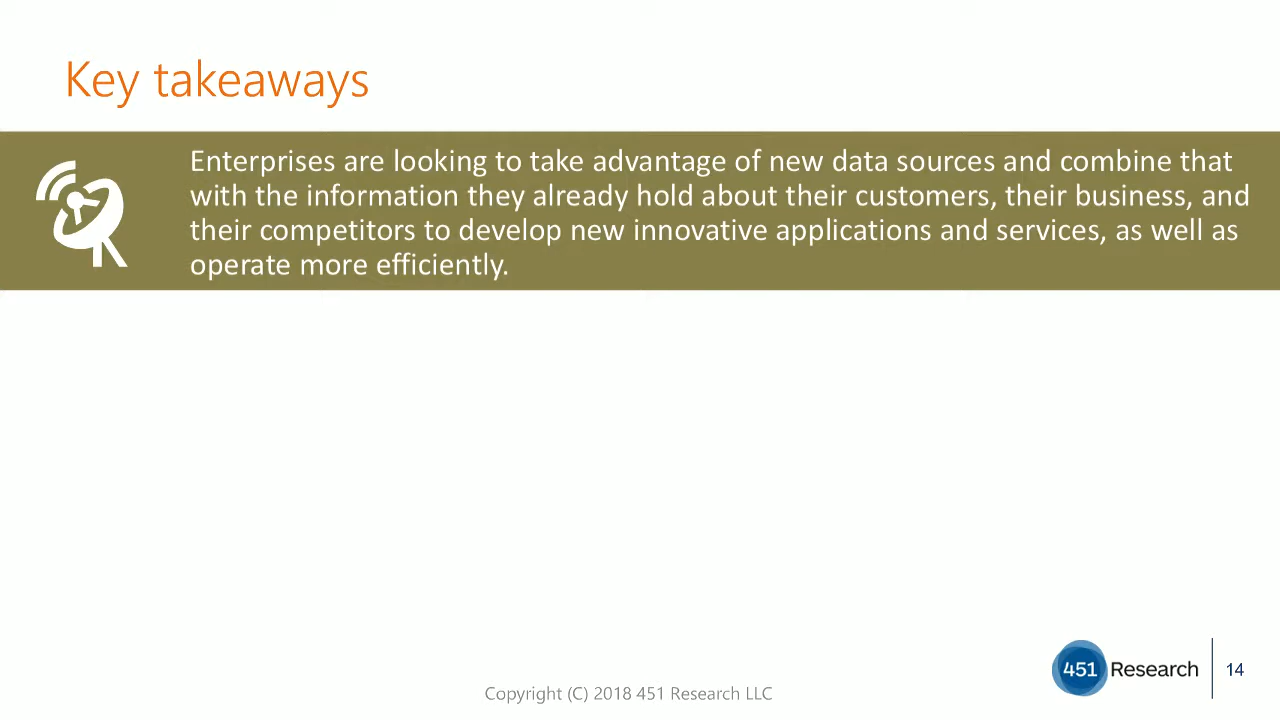 Key takeaways
Enterprises are looking to take advantage of new data sources and combine that
with the information they already hold about their customers, their business, and
their competitors to develop new innovative applications and services, as well as
operate more efficiently.
451 Research
14
Copyright (C) 2018 451 Research LLC